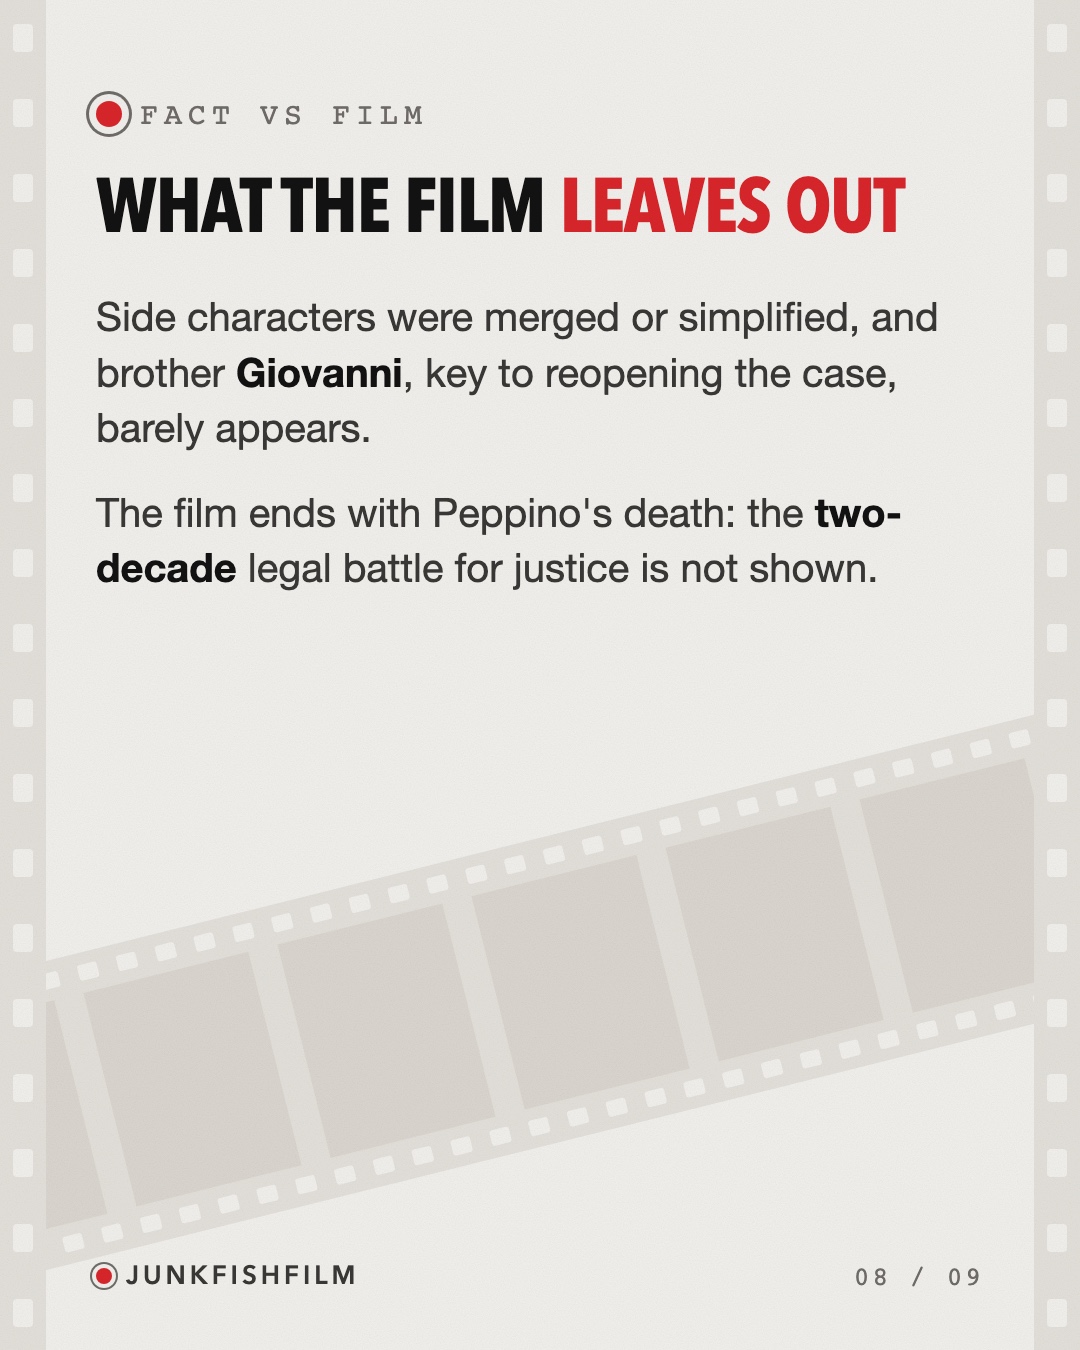 FACT VS FILM
WHAT THE FILM LEAVES OUT
Side characters were merged or simplified, and
brother Giovanni, key to reopening the case,
barely appears.
The film ends with Peppino's death: the two-
decade legal battle for justice is not shown.
JUNKFISHFILM
08 / 09